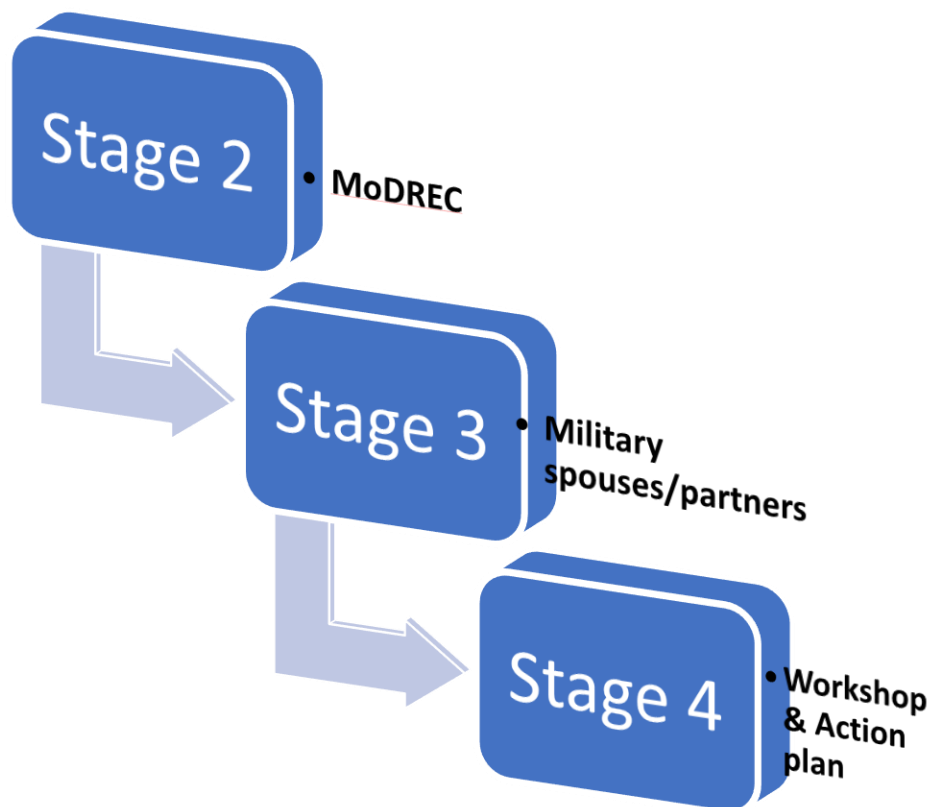 Stage 2
• MoDREC
Stage 3
• Military
spouses/partners
Stage 4
• Workshop
& Action
plan